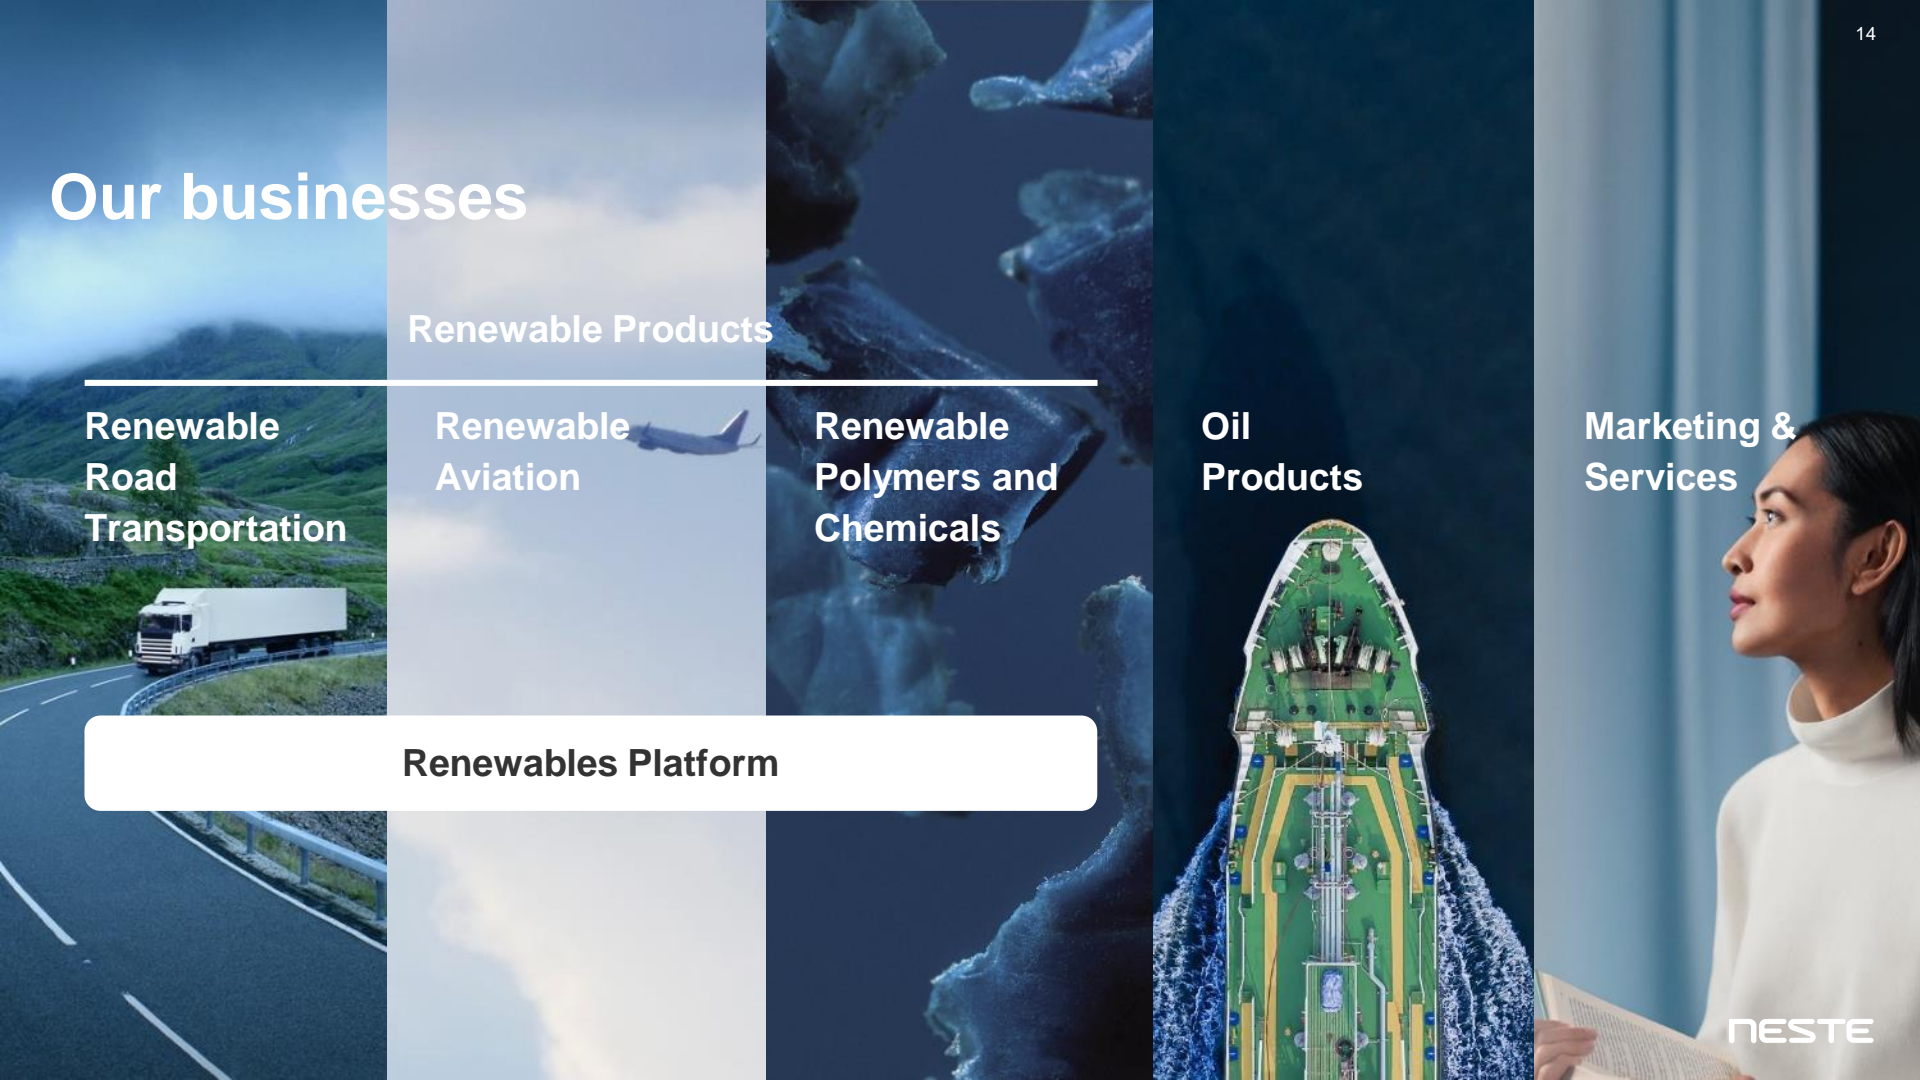 14
Our businesses
Renewable Products
Renewable
Road
Transportation
Renewable
Aviation
Renewable
Polymers and
Chemicals
Oil
Products
Marketing &
Services
Renewables Platform
NESTE